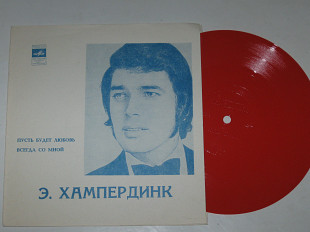 ПУСТЬ БУДЕТ ЛЮБОВЬ
ВСЕГДА СО МНОЙ
Э. ХАМПЕРДИНК